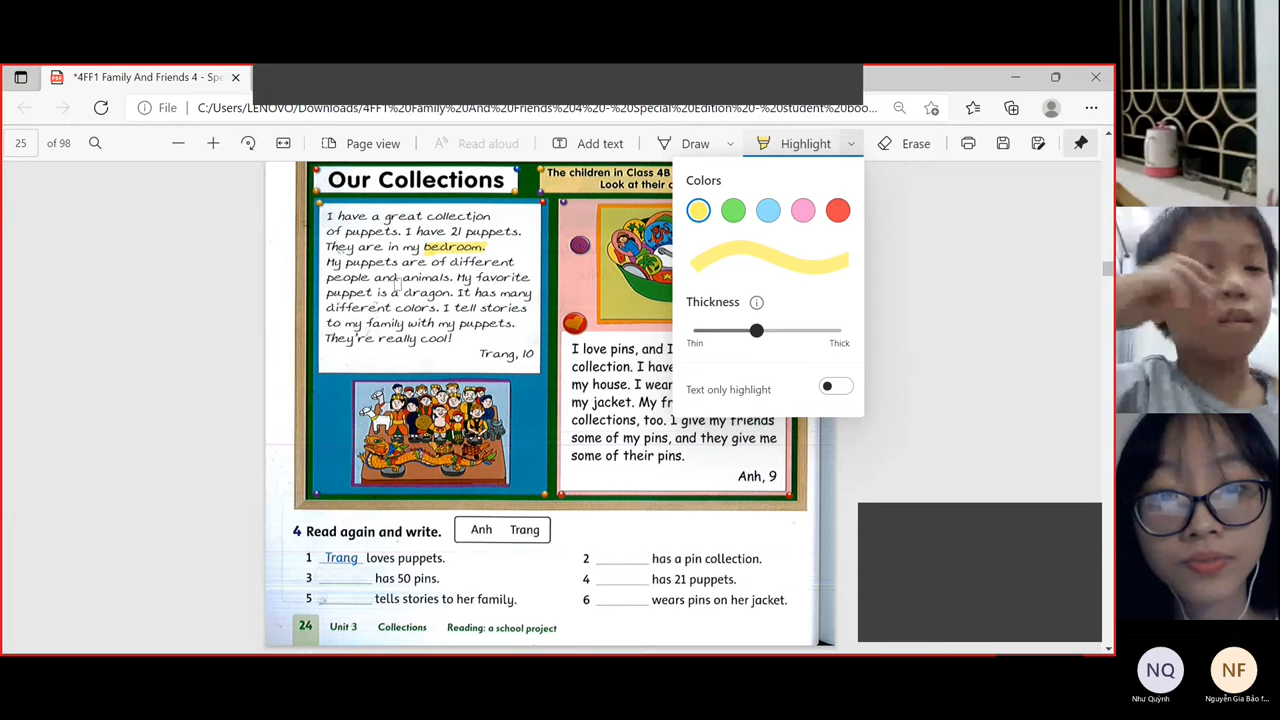 *4FF1 Family And Friends 4 - Spe
File
C:/Users/LENOVO/Downloads/4FF1%20Family%20And%20Friends%204%20-%20Special%20Edition%20-%20student%20boo...
25 of 98
Page view
Read aloud
Add text
Draw
Highlight
Erase
Our Collections
The children in Class 4B
Look at their
I have a great collection
of puppets. I have 21 puppets.
They are in my bedroom.
My puppets are of different
people and animals. My favorite
puppet is a dragon. It has many
different colors. I tell stories
to my family with my puppets.
They're really cool!
Trang, 10
I love pins, and I
collection. I have
my house. I wear
my jacket. My fr
collections, too. I give my friends
some of my pins, and they give me
some of their pins.
Anh, 9
Colors
Thickness
Thin Thick
Text only highlight
4 Read again and write. Anh Trang
1 Trang loves puppets.
2 ______ has a pin collection.
3 ______ has 50 pins.
4 ______ has 21 puppets.
5 ______ tells stories to her family.
6 ______ wears pins on her jacket.
24 Unit 3 Collections Reading: a school project
NQ
Như Quỳnh
NF
Nguyễn Gia Bảo f...